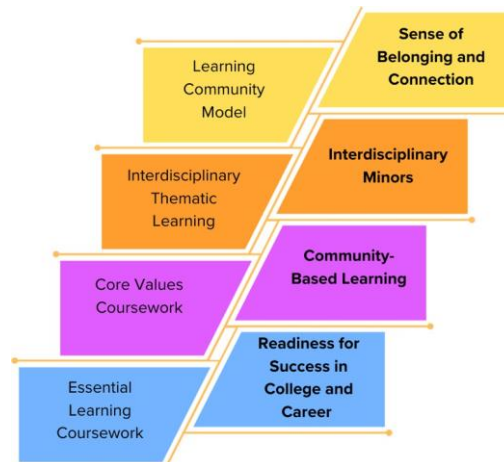 Learning
Community
Model
Sense of
Belonging and
Connection
Interdisciplinary
Thematic
Learning
Interdisciplinary
Minors
Core Values
Coursework
Community-
Based Learning
Essential
Learning
Coursework
Readiness for
Success in
College and
Career